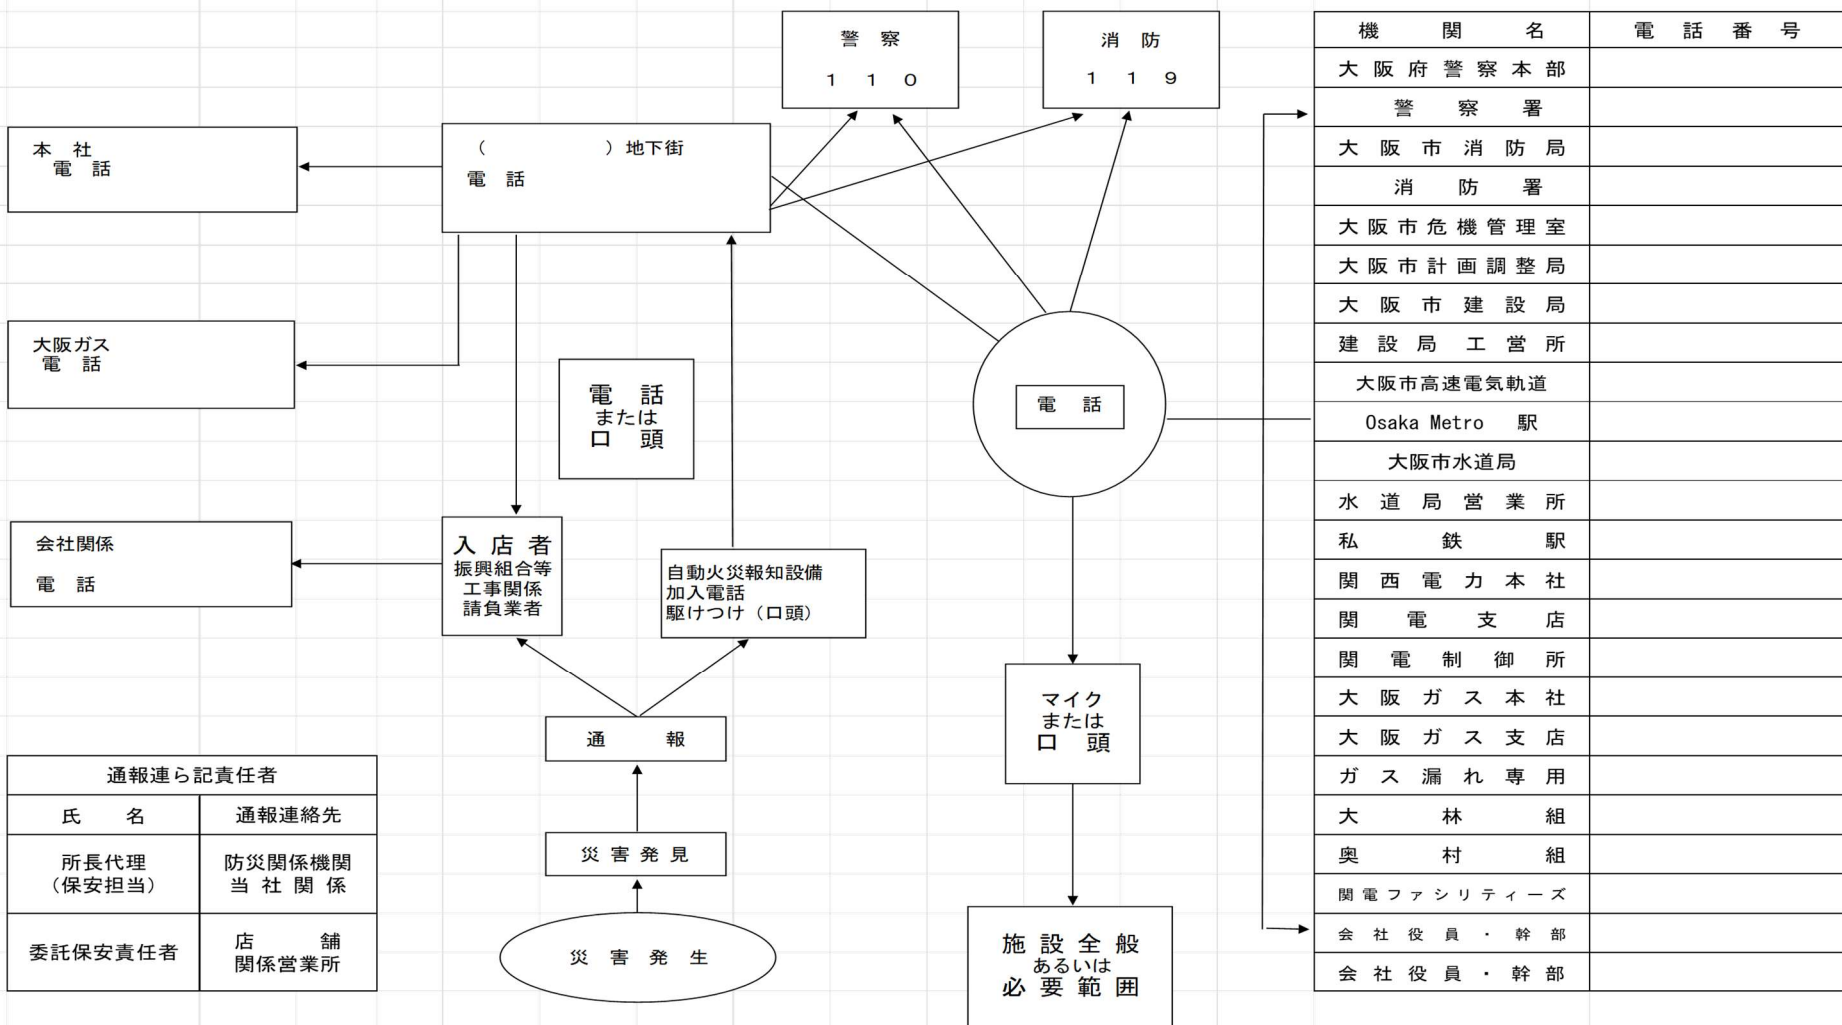 警 察
1 1 0
消 防
1 1 9
本 社
電 話
( ) 地下街
電 話
大阪ガス
電 話
電 話
または
口 頭
電 話
会社関係
電 話
入 店 者
振興組合等
工事関係
請負業者
自動火災報知設備
加入電話
駆けつけ（口頭）
マイク
または
口 頭
通 報
災 害 発 見
災 害 発 生
施 設 全 般
あるいは
必 要 範 囲
通報連ら記責任者
氏 名 通報連絡先
所長代理
（保安担当）
防災関係機関
当 社 関 係
委託保安責任者
店 舗
関係営業所
機 関 名 電 話 番 号
大 阪 府 警 察 本 部
警 察 署
大 阪 市 消 防 局
消 防 署
大 阪 市 危 機 管 理 室
大 阪 市 計 画 調 整 局
大 阪 市 建 設 局
建 設 局 工 営 所
大阪市高速電気軌道
Osaka Metro 駅
大阪市水道局
水 道 局 営 業 所
私 鉄 駅
関 西 電 力 本 社
関 電 支 店
関 電 制 御 所
大 阪 ガ ス 本 社
大 阪 ガ ス 支 店
ガ ス 漏 れ 専 用
大 林 組
奥 村 組
関 電 フ ァ シ リ テ ィ ー ズ
会 社 役 員 ・ 幹 部
会 社 役 員 ・ 幹 部